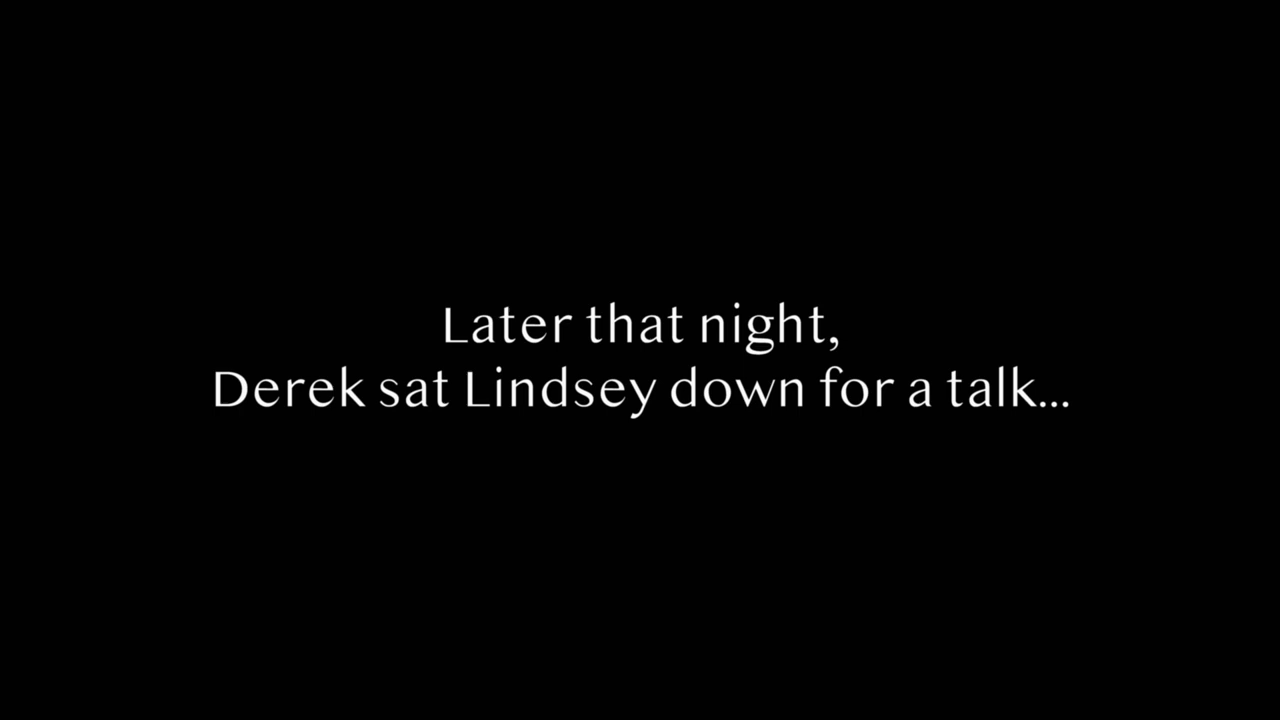 Later that night,
Derek sat Lindsey down for a talk...